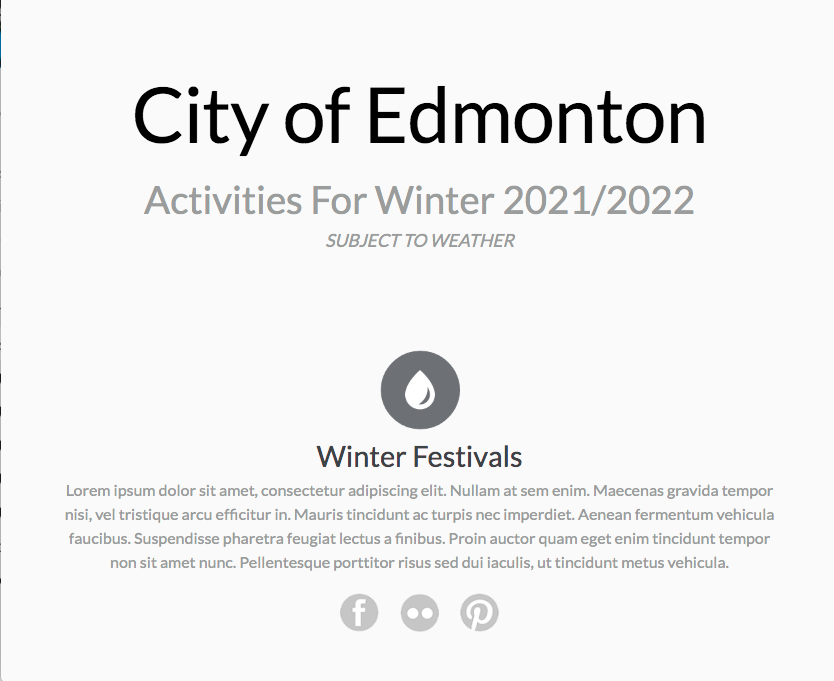 City of Edmonton
Activities For Winter 2021/2022
SUBJECT TO WEATHER
Winter Festivals
Lorem ipsum dolor sit amet, consectetur adipiscing elit. Nullam at sem enim. Maecenas gravida tempor
nisi, vel tristique arcu efficitur in. Mauris tincidunt ac turpis nec imperdiet. Aenean fermentum vehicula
faucibus. Suspendisse pharetra feugiat lectus a finibus. Proin auctor quam eget enim tincidunt tempor
non sit amet nunc. Pellentesque porttitor risus sed dui iaculis, ut tincidunt metus vehicula.